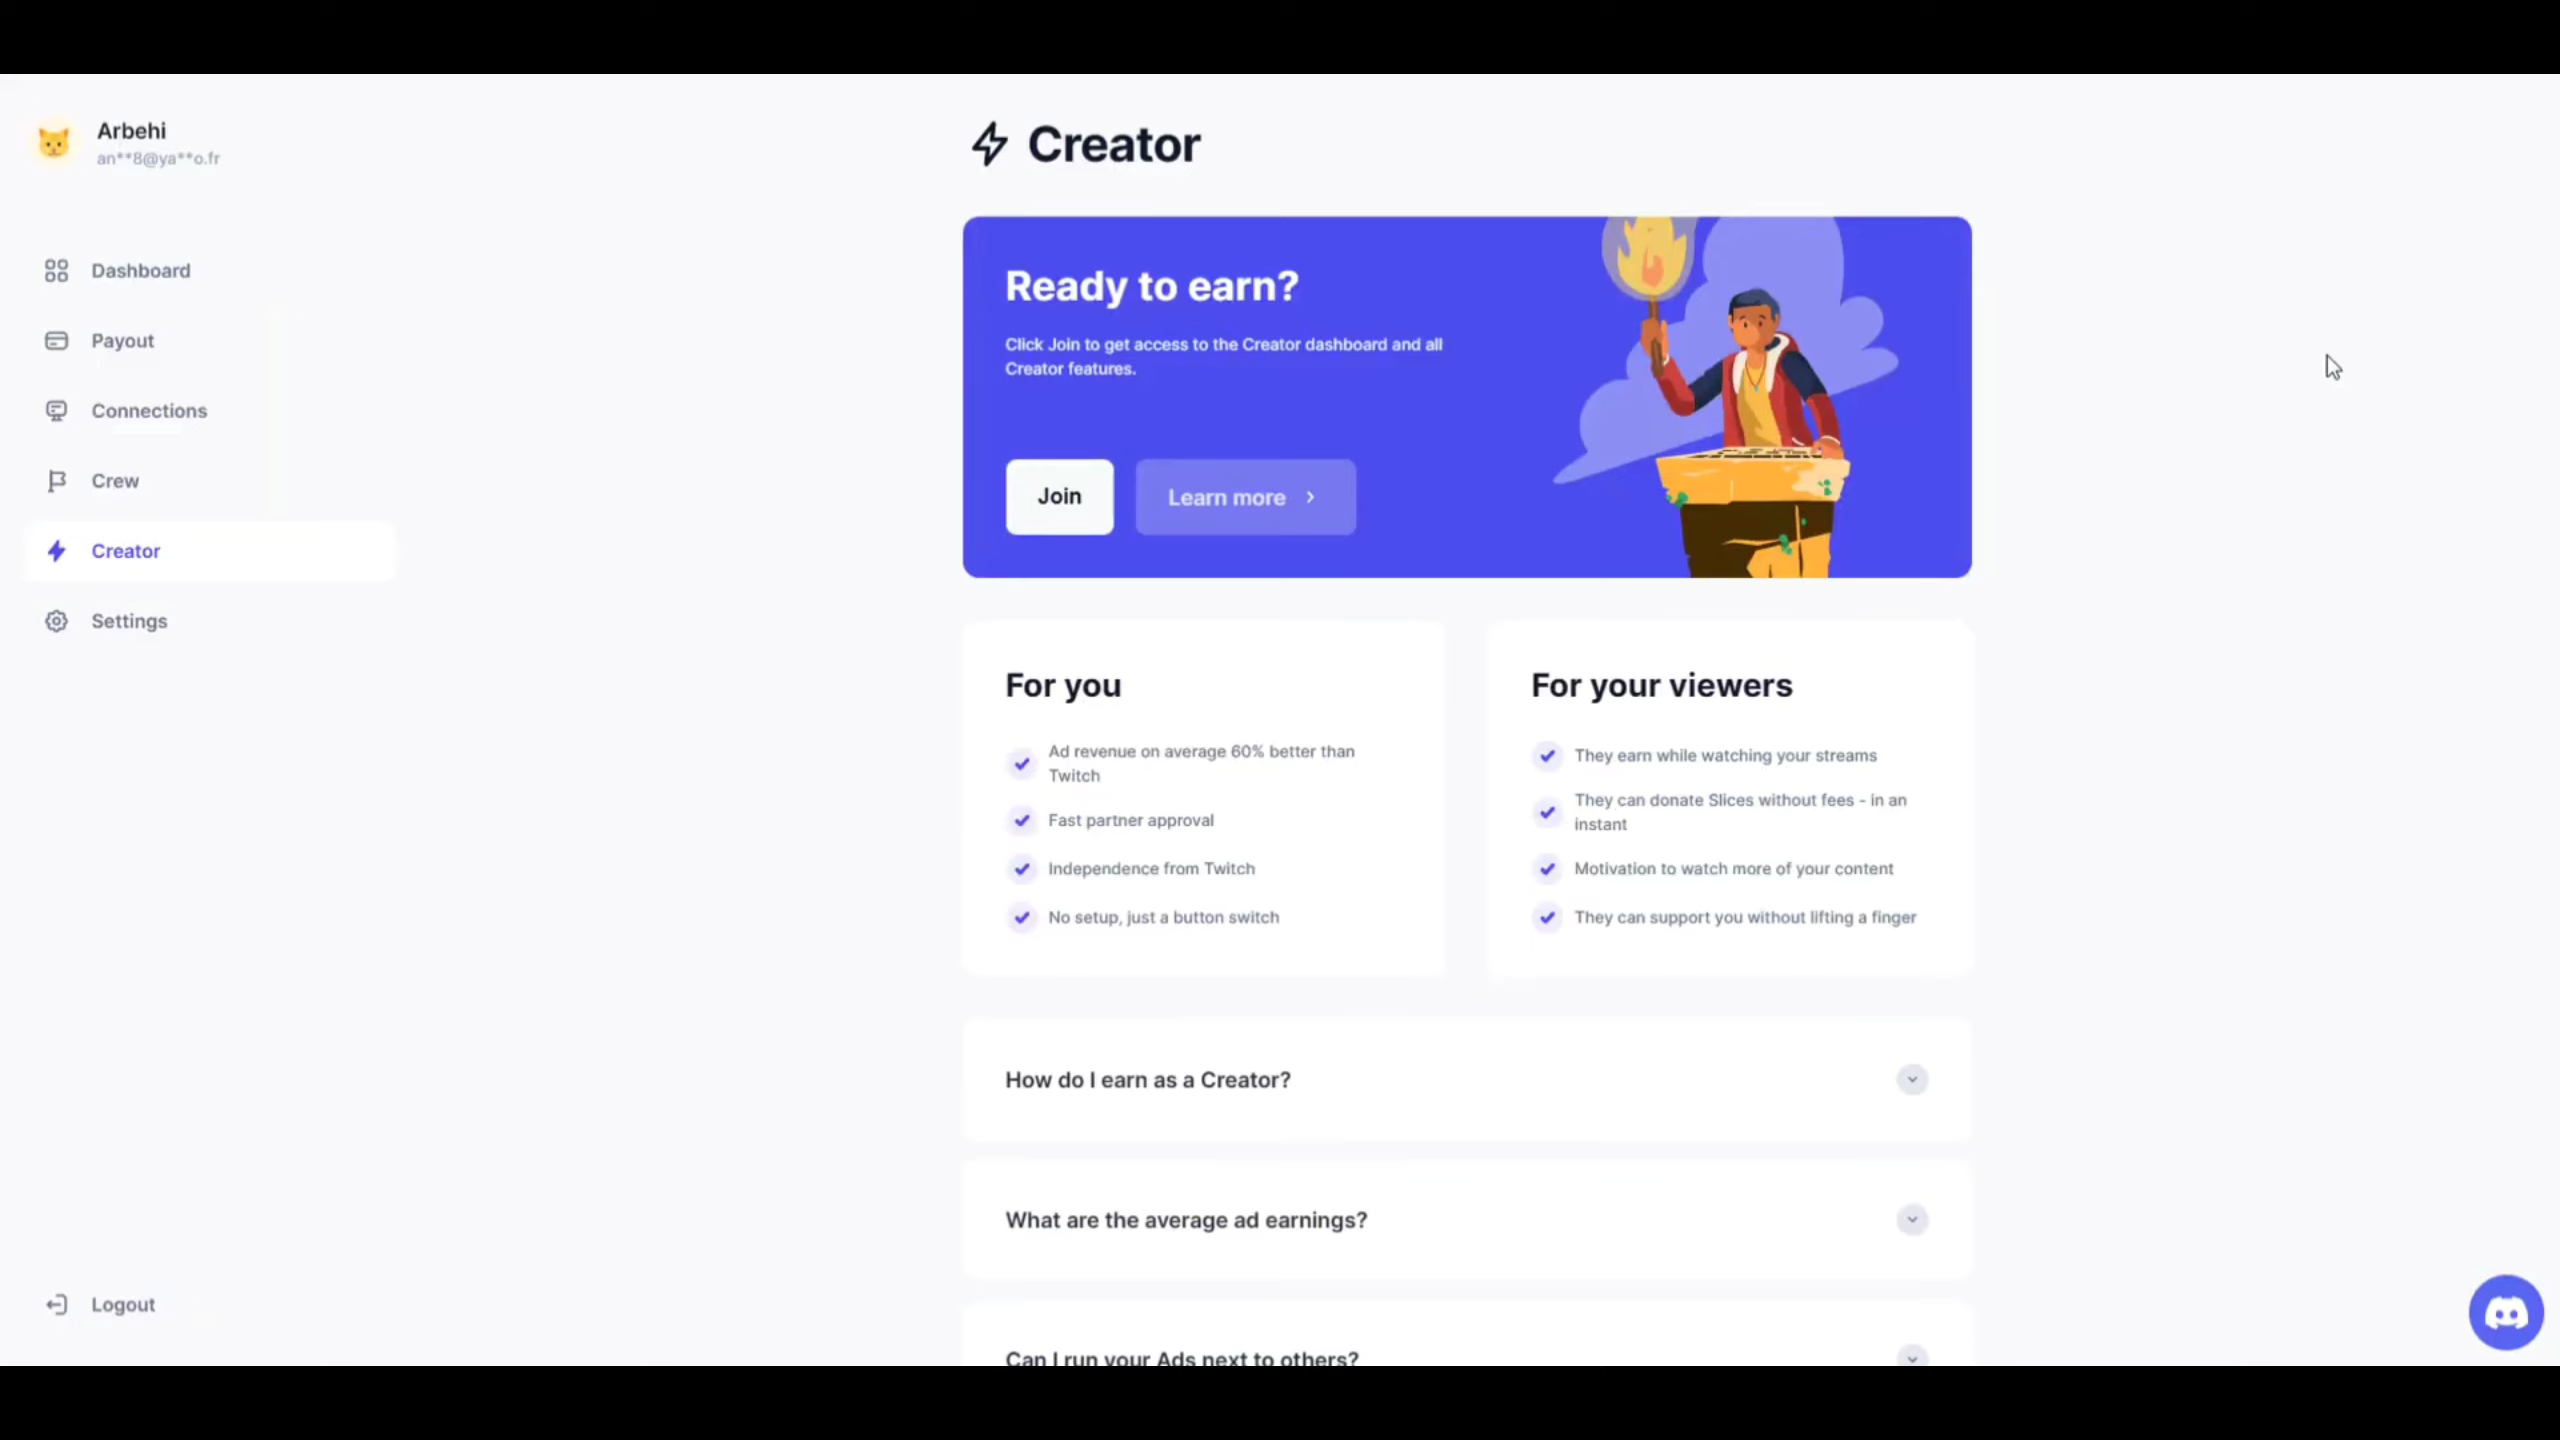 Arbehi
an**8@ya**o.fr
Dashboard
Payout
Connections
Crew
Creator
Settings
Logout
Creator
Ready to earn?
Click Join to get access to the Creator dashboard and all
Creator features.
Join
Learn more
For you
Ad revenue on average 60% better than
Twitch
Fast partner approval
Independence from Twitch
No setup, just a button switch
For your viewers
They earn while watching your streams
They can donate Slices without fees - in an
instant
Motivation to watch more of your content
They can support you without lifting a finger
How do I earn as a Creator?
What are the average ad earnings?
Can I run your Ads next to others?